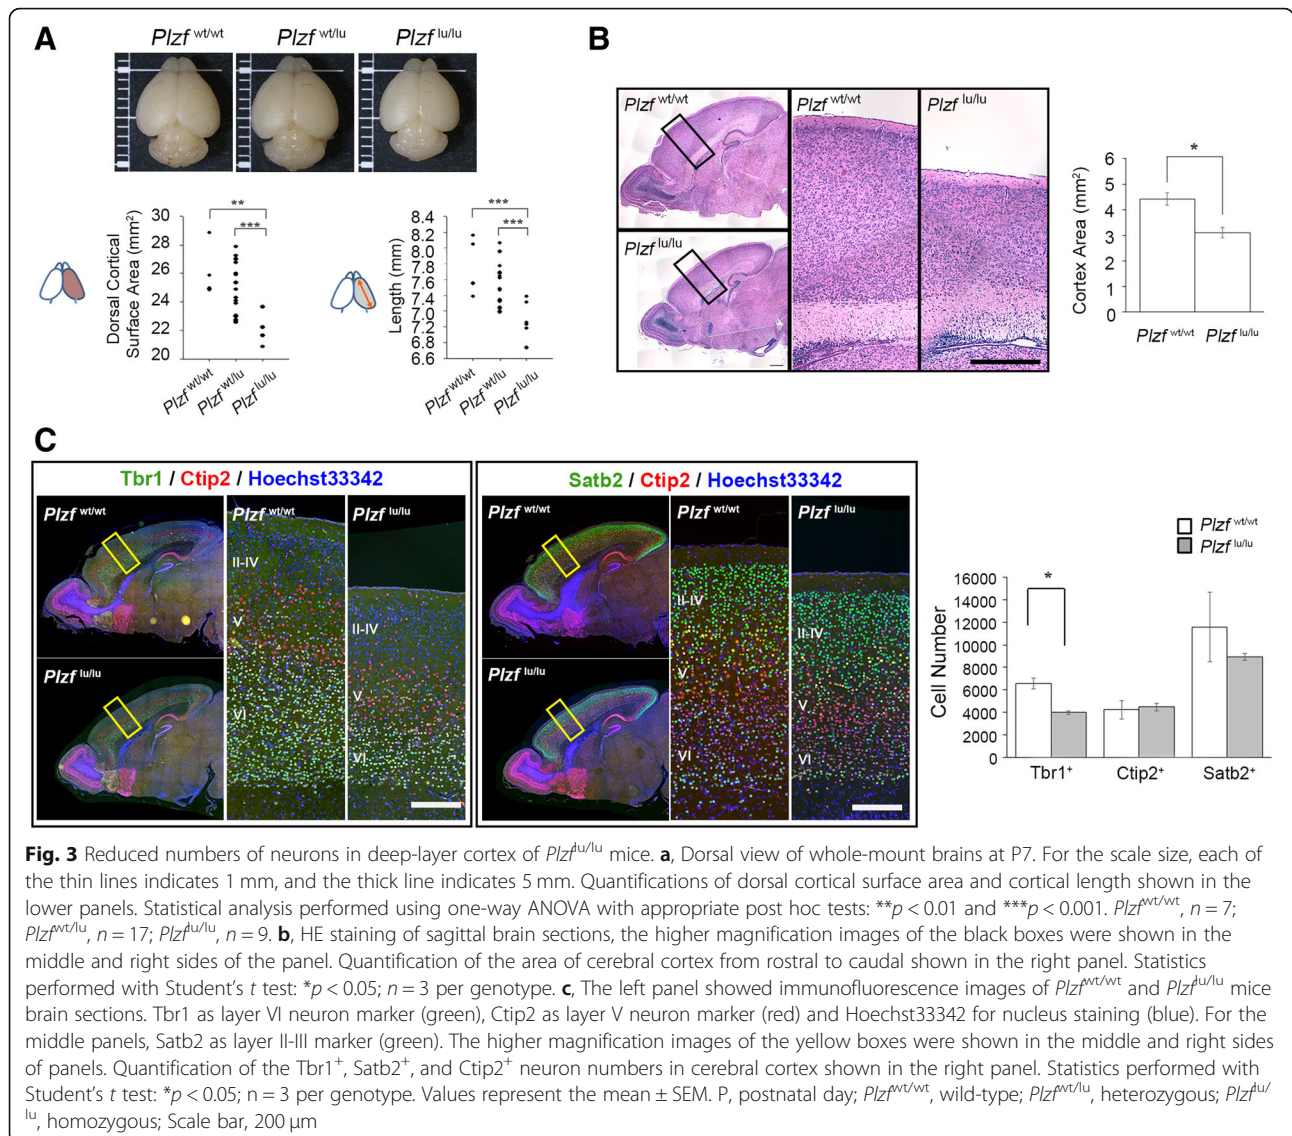 A
Plzf wt/wt
Plzf wt/lu
Plzf lu/lu
Dorsal Cortical
Surface Area (mm²)
30
28
26
24
22
20
**
***
Plzf wt/wt
Plzf wt/lu
Plzf lu/lu
Length (mm)
8.4
8.2
8.0
7.8
7.6
7.4
7.2
7.0
6.8
6.6
***
***
Plzf wt/wt
Plzf wt/lu
Plzf lu/lu
B
Plzf wt/wt
Plzf lu/lu
Plzf wt/wt
Plzf lu/lu
Cortex Area (mm²)
6
5
4
3
2
1
0
*
Plzf wt/wt
Plzf lu/lu
C
Tbr1 / Ctip2 / Hoechst33342
Plzf wt/wt
Plzf lu/lu
Plzf wt/wt
II-IV
V
VI
Plzf lu/lu
II-IV
V
VI
Satb2 / Ctip2 / Hoechst33342
Plzf wt/wt
Plzf lu/lu
Plzf wt/wt
II-IV
V
VI
Plzf lu/lu
II-IV
V
VI
Plzf wt/wt
Plzf lu/lu
Cell Number
16000
14000
12000
10000
8000
6000
4000
2000
0
*
Tbr1⁺
Ctip2⁺
Satb2⁺
Fig. 3 Reduced numbers of neurons in deep-layer cortex of Plzf lu/lu mice. a, Dorsal view of whole-mount brains at P7. For the scale size, each of
the thin lines indicates 1 mm, and the thick line indicates 5 mm. Quantifications of dorsal cortical surface area and cortical length shown in the
lower panels. Statistical analysis performed using one-way ANOVA with appropriate post hoc tests: **p < 0.01 and ***p < 0.001. Plzf wt/wt, n = 7;
Plzf wt/lu, n = 17; Plzf lu/lu, n = 9. b, HE staining of sagittal brain sections, the higher magnification images of the black boxes were shown in the
middle and right sides of the panel. Quantification of the area of cerebral cortex from rostral to caudal shown in the right panel. Statistics
performed with Student's t test: *p < 0.05; n = 3 per genotype. c, The left panel showed immunofluorescence images of Plzf wt/wt and Plzf lu/lu mice
brain sections. Tbr1 as layer VI neuron marker (green), Ctip2 as layer V neuron marker (red) and Hoechst33342 for nucleus staining (blue). For the
middle panels, Satb2 as layer II-III marker (green). The higher magnification images of the yellow boxes were shown in the middle and right sides
of panels. Quantification of the Tbr1⁺, Satb2⁺, and Ctip2⁺ neuron numbers in cerebral cortex shown in the right panel. Statistics performed with
Student's t test: *p < 0.05; n = 3 per genotype. Values represent the mean ± SEM. P, postnatal day; Plzf wt/wt, wild-type; Plzf wt/lu, heterozygous; Plzf lu/
lu, homozygous; Scale bar, 200 μm